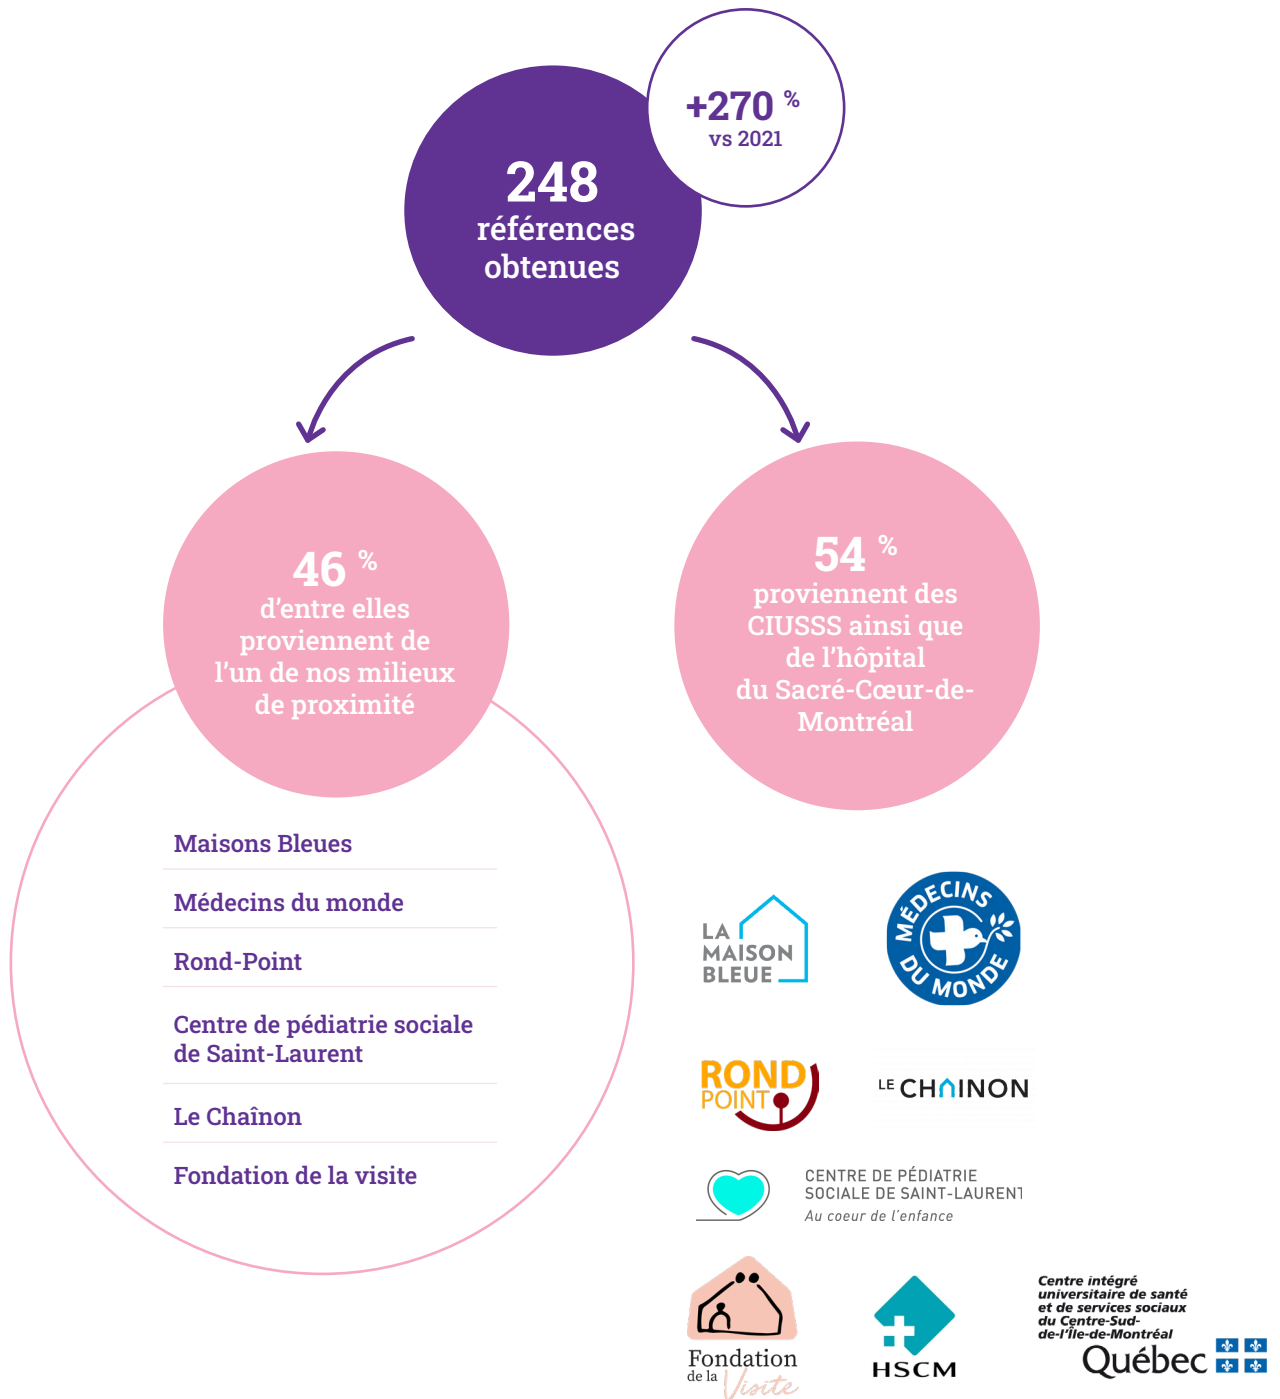 +270 %
vs 2021
248
références
obtenues
46 %
d'entre elles
proviennent de
l'un de nos milieux
de proximité
54 %
proviennent des
CIUSSS ainsi que
de l'hôpital
du Sacré-Cœur-de-
Montréal
Maisons Bleues
Médecins du monde
Rond-Point
Centre de pédiatrie sociale
de Saint-Laurent
Le Chaînon
Fondation de la visite
LA
MAISON
BLEUE
MÉDECINS
DU MONDE
ROND
POINT
LE CHAINON
CENTRE DE PÉDIATRIE
SOCIALE DE SAINT-LAURENT
Au coeur de l'enfance
Fondation
de la Visite
HSCM
Centre intégré
universitaire de santé
et de services sociaux
du Centre-Sud-
de-l'Île-de-Montréal
Québec